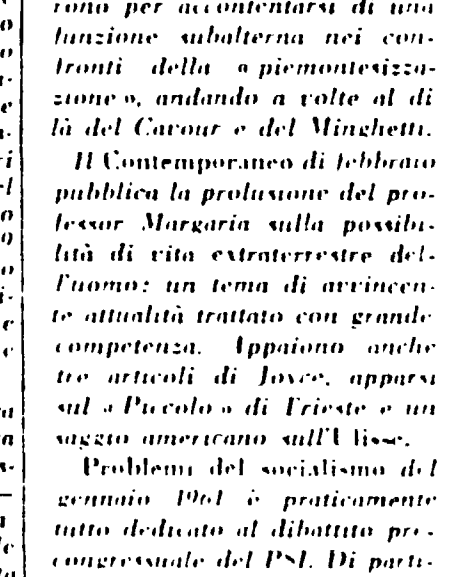 rono per accontentarsi di una
funzione subalterna nei con-
fronti della « piemontesizza-
zione », andando a volte al di
là del Cavour e del Minghetti.
Il Contemporaneo di febbraio
pubblica la prolusione del pro-
fessor Margaria sulla possibi-
lità di vita extraterrestre del-
l'uomo: un tema di avvincen-
te attualità trattato con grande
competenza. Appaiono anche
tre articoli di Joyce, apparsi
sul « Piccolo » di Trieste e un
saggio americano sull'Ulisse.
Problemi del socialismo del
gennaio 1961 è praticamente
tutto dedicato al dibattito pre-
congressuale del PSI. Di parti-